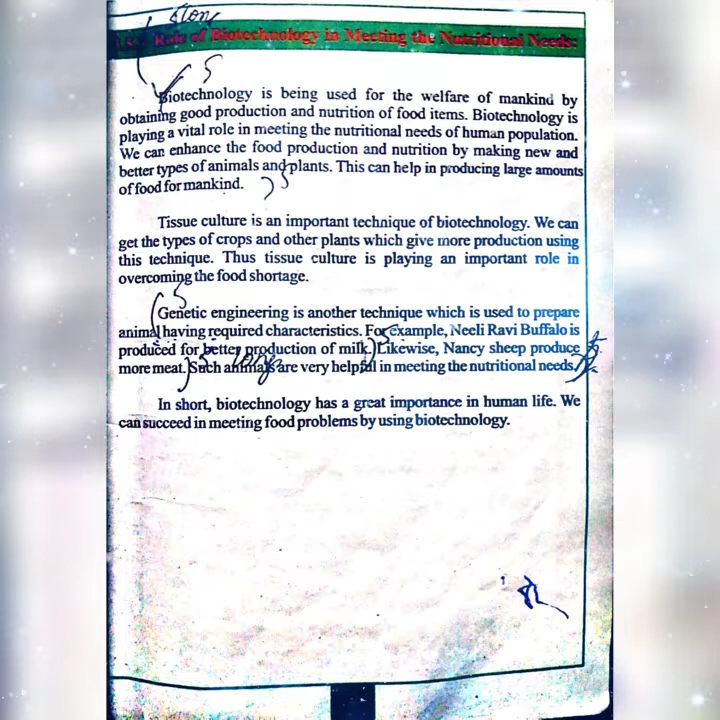 Role of Biotechnology in Meeting the Nutritional Needs:
Biotechnology is being used for the welfare of mankind by
obtaining good production and nutrition of food items. Biotechnology is
playing a vital role in meeting the nutritional needs of human population.
We can enhance the food production and nutrition by making new and
better types of animals and plants. This can help in producing large amounts
of food for mankind.
Tissue culture is an important technique of biotechnology. We can
get the types of crops and other plants which give more production using
this technique. Thus tissue culture is playing an important role in
overcoming the food shortage.
Genetic engineering is another technique which is used to prepare
animal having required characteristics. For example, Neeli Ravi Buffalo is
produced for better production of milk. Likewise, Nancy sheep produce
more meat. Such animals are very helpful in meeting the nutritional needs.
In short, biotechnology has a great importance in human life. We
can succeed in meeting food problems by using biotechnology.